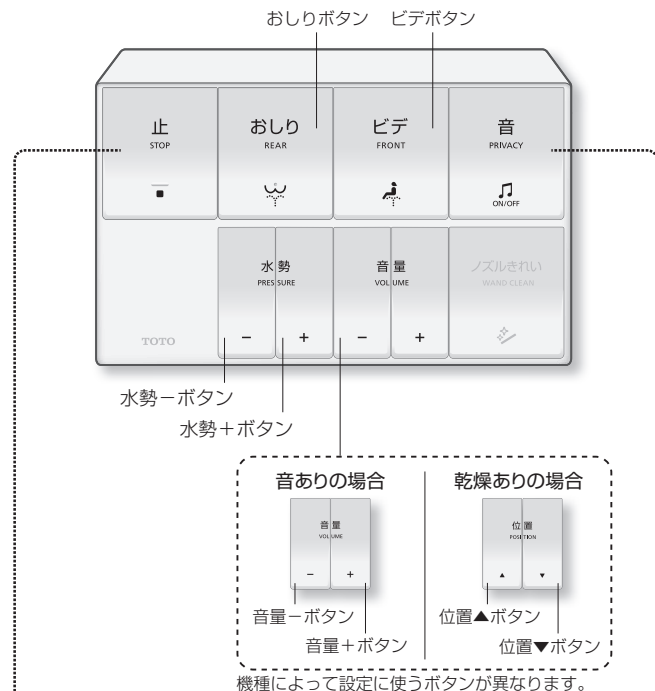 おしりボタン ビデボタン
止 おしり ビデ 音
STOP REAR FRONT PRIVACY
ON/OFF
水勢 音量 ノズルきれい
PRESSURE VOLUME WAND CLEAN
− + − +
TOTO
水勢−ボタン
水勢+ボタン
音ありの場合 乾燥ありの場合
音量 位置
VOLUME POSITION
− + ▲ ▼
音量−ボタン 位置▲ボタン
音量+ボタン 位置▼ボタン
機種によって設定に使うボタンが異なります。